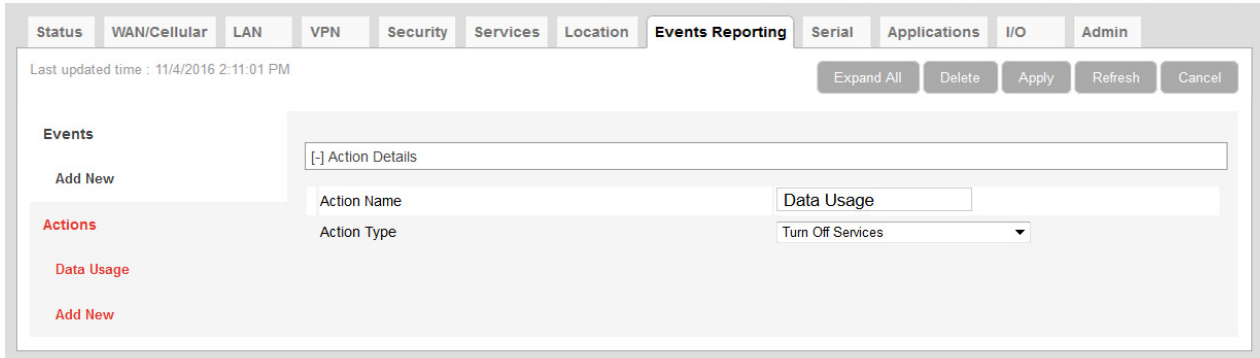 Status WAN/Cellular LAN VPN Security Services Location Events Reporting Serial Applications I/O Admin
Last updated time : 11/4/2016 2:11:01 PM
Expand All Delete Apply Refresh Cancel
Events
Add New
Actions
Data Usage
Add New
[-] Action Details
Action Name Data Usage
Action Type Turn Off Services